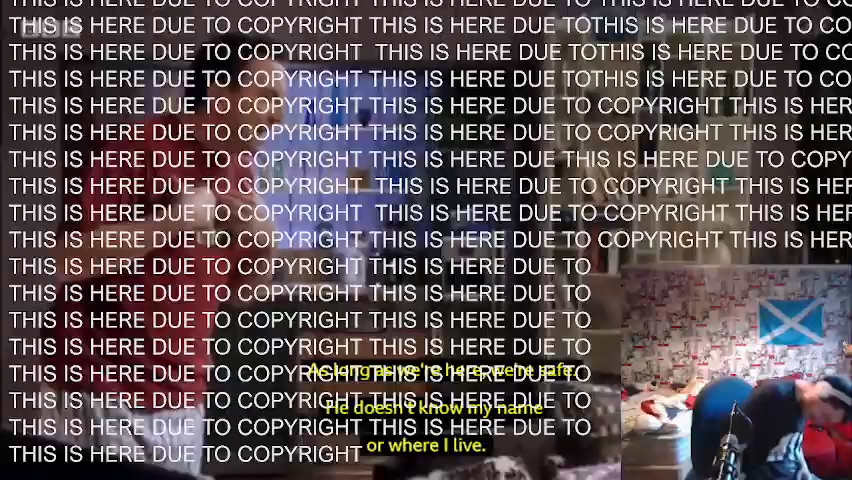 THIS IS HERE DUE TO COPYRIGHT THIS IS HERE DUE TO THIS IS HERE DUE TO CO
THIS IS HERE DUE TO COPYRIGHT THIS IS HERE DUE TOTHIS IS HERE DUE TO CO
THIS IS HERE DUE TO COPYRIGHT THIS IS HERE DUE TOTHIS IS HERE DUE TO CO
THIS IS HERE DUE TO COPYRIGHT THIS IS HERE DUE TOTHIS IS HERE DUE TO CO
THIS IS HERE DUE TO COPYRIGHT THIS IS HERE DUE TO COPYRIGHT THIS IS HER
THIS IS HERE DUE TO COPYRIGHT THIS IS HERE DUE TO COPYRIGHT THIS IS HER
THIS IS HERE DUE TO COPYRIGHT THIS IS HERE DUE THIS IS HERE DUE TO COPY
THIS IS HERE DUE TO COPYRIGHT THIS IS HERE DUE TO COPYRIGHT THIS IS HER
THIS IS HERE DUE TO COPYRIGHT THIS IS HERE DUE TO COPYRIGHT THIS IS HER
THIS IS HERE DUE TO COPYRIGHT THIS IS HERE DUE TO COPYRIGHT THIS IS HER
THIS IS HERE DUE TO COPYRIGHT THIS IS HERE DUE TO
THIS IS HERE DUE TO COPYRIGHT THIS IS HERE DUE TO
THIS IS HERE DUE TO COPYRIGHT THIS IS HERE DUE TO
THIS IS HERE DUE TO COPYRIGHT THIS IS HERE DUE TO
THIS IS HERE DUE TO COPYRIGHT THIS IS HERE DUE TO
As long as we're here, we're safe.
THIS IS HERE DUE TO COPYRIGHT THIS IS HERE DUE TO
He doesn't know my name
THIS IS HERE DUE TO COPYRIGHT THIS IS HERE DUE TO
or where I live.
THIS IS HERE DUE TO COPYRIGHT